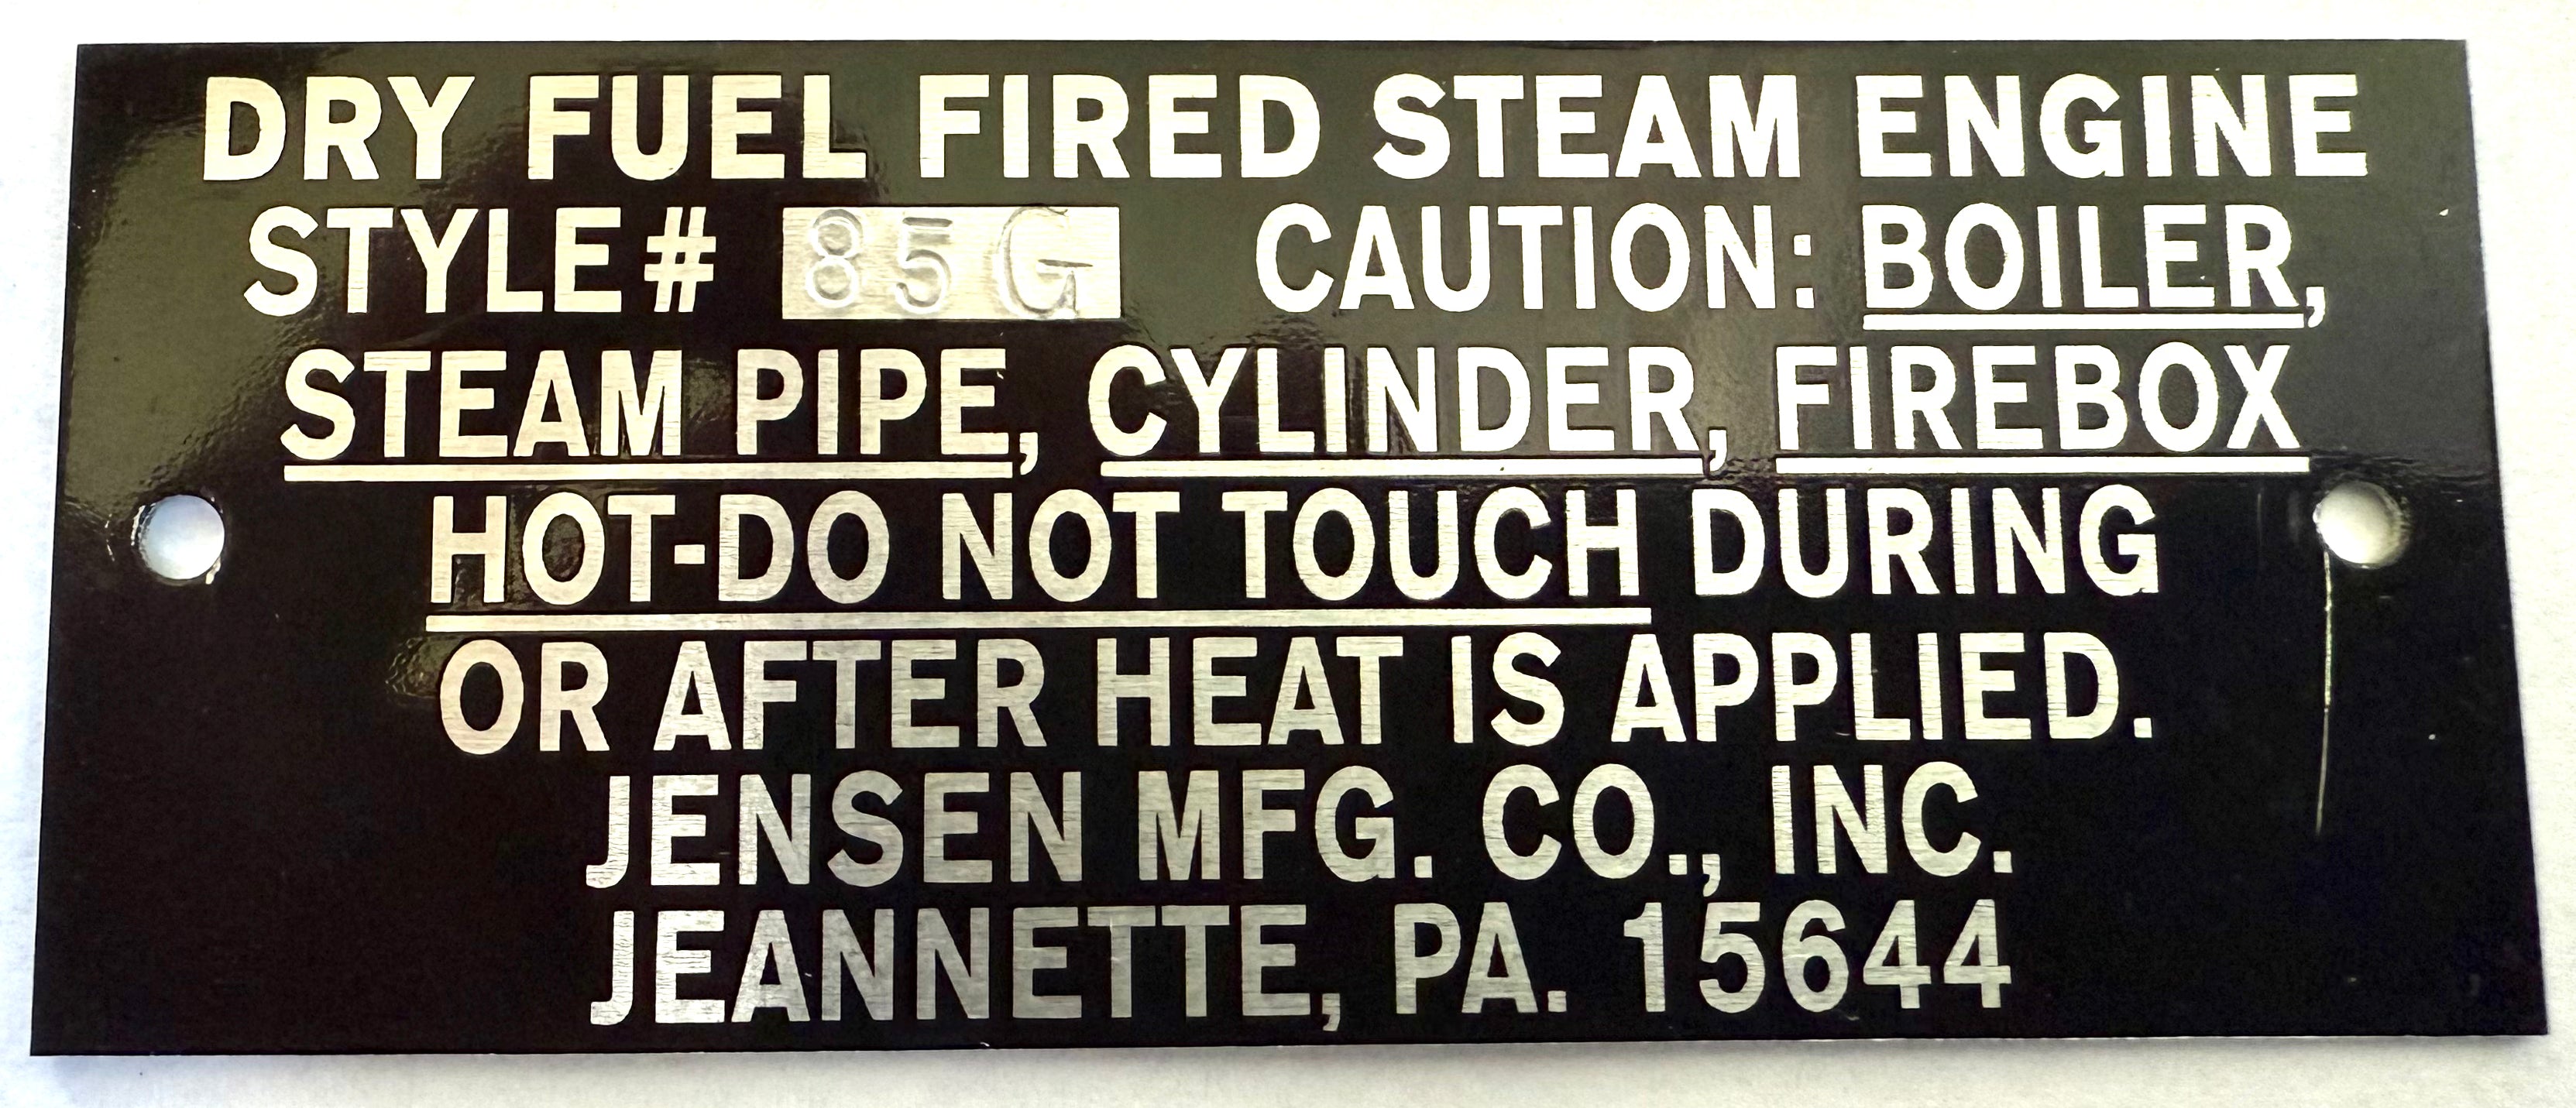 DRY FUEL FIRED STEAM ENGINE
STYLE# 85G CAUTION: BOILER,
STEAM PIPE, CYLINDER, FIREBOX
HOT-DO NOT TOUCH DURING
OR AFTER HEAT IS APPLIED.
JENSEN MFG. CO., INC.
JEANNETTE, PA. 15644